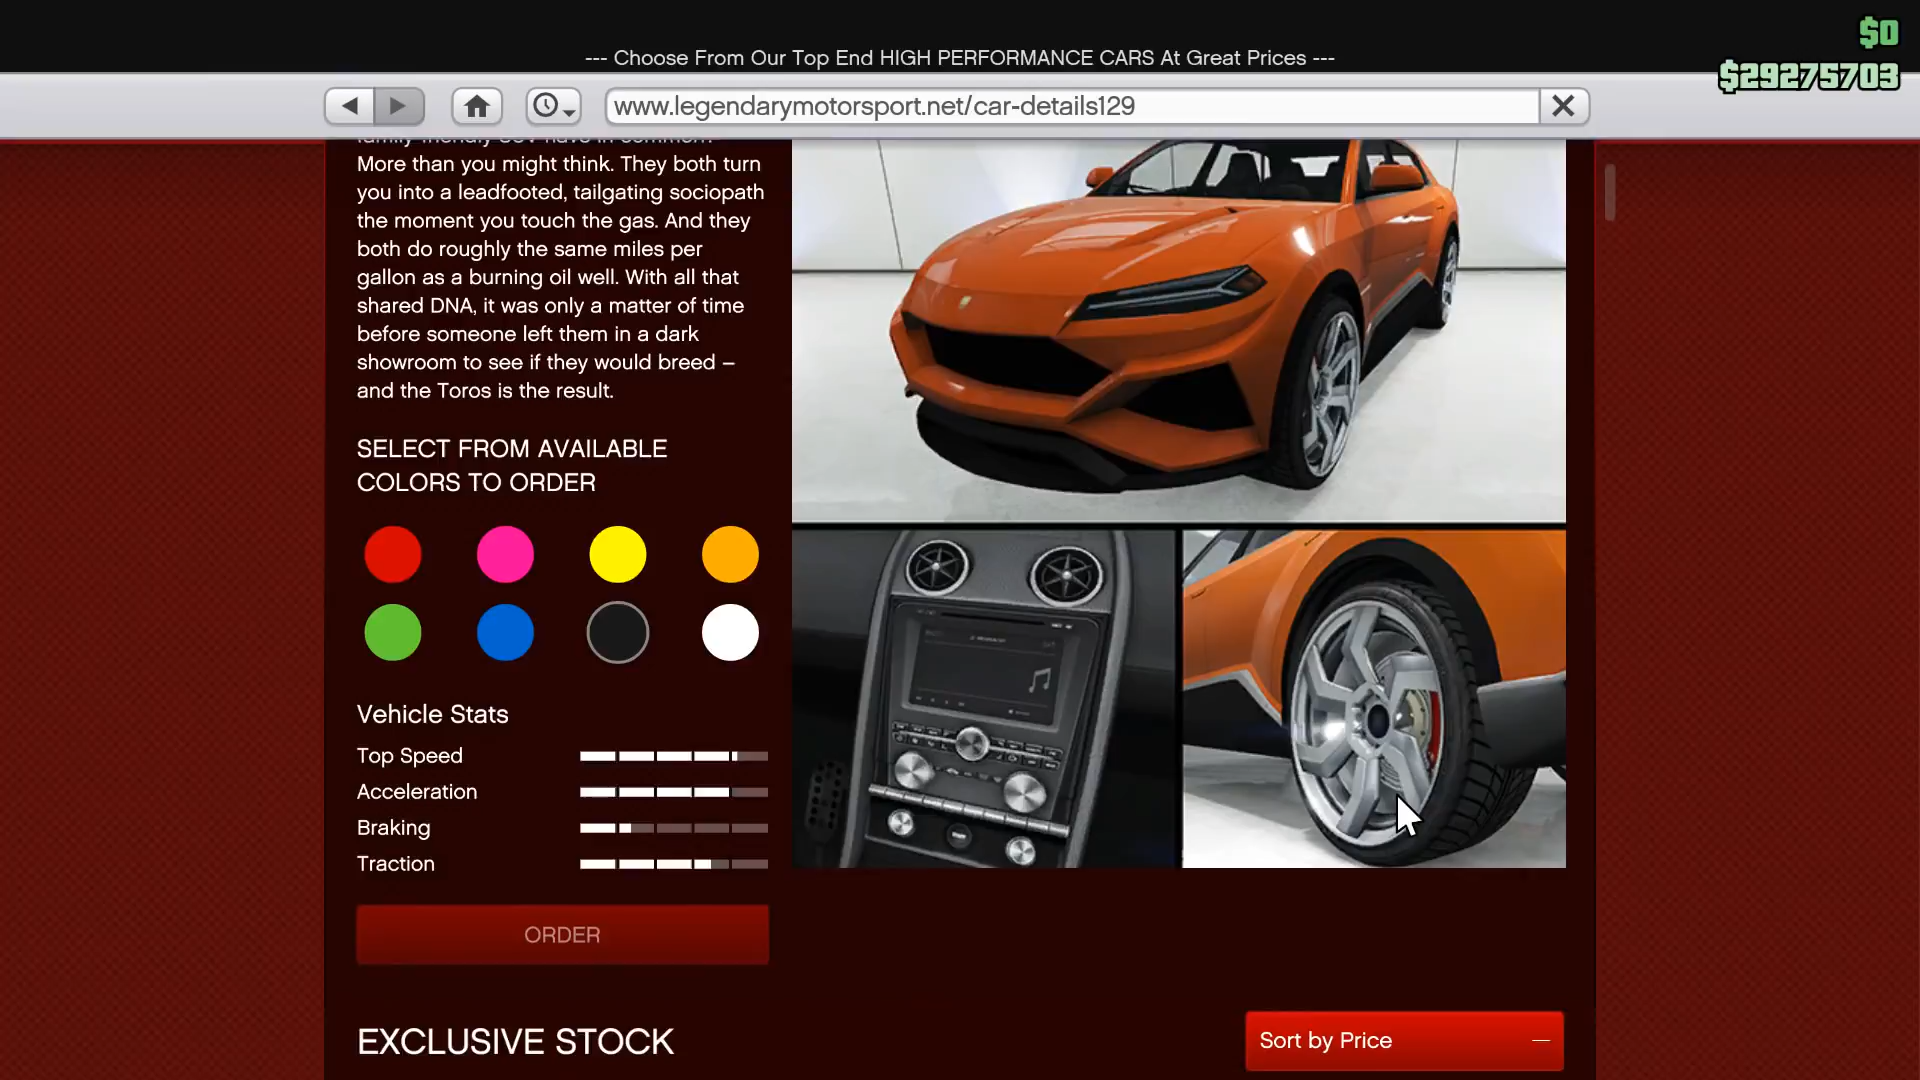 $0
--- Choose From Our Top End HIGH PERFORMANCE CARS At Great Prices ---
$29275703
www.legendarymotorsport.net/car-details129
family-friendly SUV have in common?
More than you might think. They both turn
you into a leadfooted, tailgating sociopath
the moment you touch the gas. And they
both do roughly the same miles per
gallon as a burning oil well. With all that
shared DNA, it was only a matter of time
before someone left them in a dark
showroom to see if they would breed –
and the Toros is the result.
SELECT FROM AVAILABLE
COLORS TO ORDER
Vehicle Stats
Top Speed
Acceleration
Braking
Traction
ORDER
EXCLUSIVE STOCK
Sort by Price